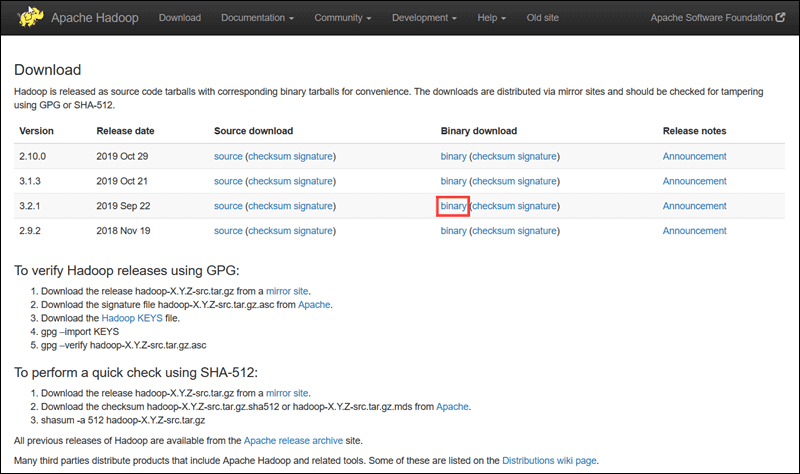 Apache Hadoop Download Documentation Community Development Help Old site Apache Software Foundation
Download
Hadoop is released as source code tarballs with corresponding binary tarballs for convenience. The downloads are distributed via mirror sites and should be checked for tampering
using GPG or SHA-512.
Version Release date Source download Binary download Release notes
2.10.0 2019 Oct 29 source (checksum signature) binary (checksum signature) Announcement
3.1.3 2019 Oct 21 source (checksum signature) binary (checksum signature) Announcement
3.2.1 2019 Sep 22 source (checksum signature) binary (checksum signature) Announcement
2.9.2 2018 Nov 19 source (checksum signature) binary (checksum signature) Announcement
To verify Hadoop releases using GPG:
1. Download the release hadoop-X.Y.Z-src.tar.gz from a mirror site.
2. Download the signature file hadoop-X.Y.Z-src.tar.gz.asc from Apache.
3. Download the Hadoop KEYS file.
4. gpg –import KEYS
5. gpg –verify hadoop-X.Y.Z-src.tar.gz.asc
To perform a quick check using SHA-512:
1. Download the release hadoop-X.Y.Z-src.tar.gz from a mirror site.
2. Download the checksum hadoop-X.Y.Z-src.tar.gz.sha512 or hadoop-X.Y.Z-src.tar.gz.mds from Apache.
3. shasum -a 512 hadoop-X.Y.Z-src.tar.gz
All previous releases of Hadoop are available from the Apache release archive site.
Many third parties distribute products that include Apache Hadoop and related tools. Some of these are listed on the Distributions wiki page.